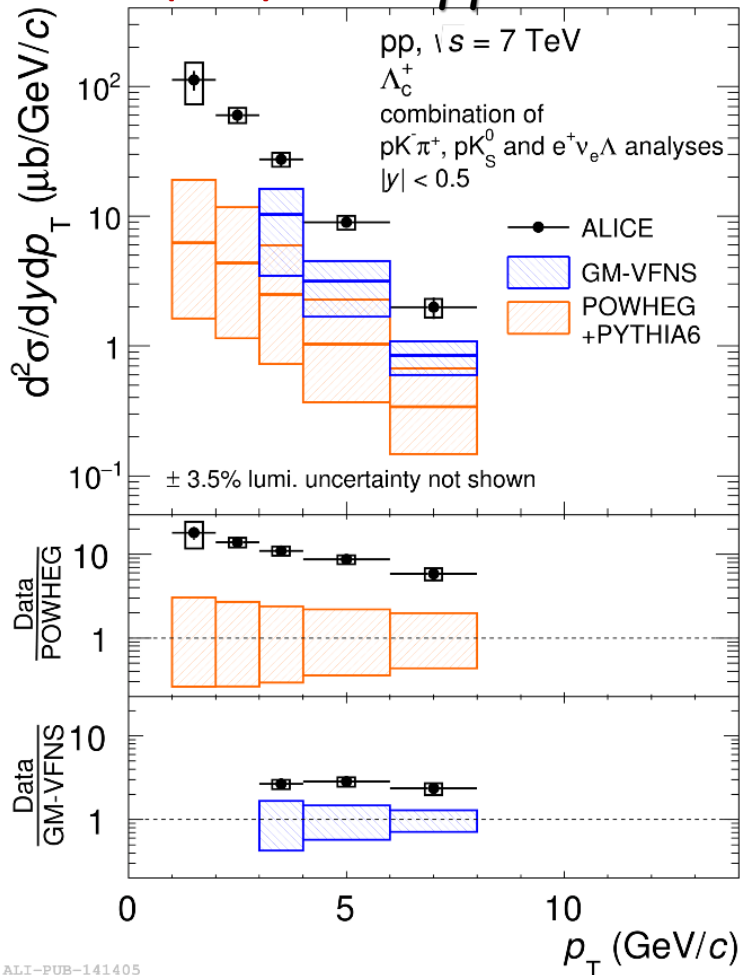 pp, √s = 7 TeV
Λc+
combination of
pK-π+, pK0S and e+νeΛ analyses
|y| < 0.5
ALICE
GM-VFNS
POWHEG
+PYTHIA6
d²σ/dydpT (μb/GeV/c)
10²
10
1
10⁻¹
± 3.5% lumi. uncertainty not shown
Data
POWHEG
10
1
Data
GM-VFNS
10
1
0 5 10
pT (GeV/c)
ALI-PUB-141405